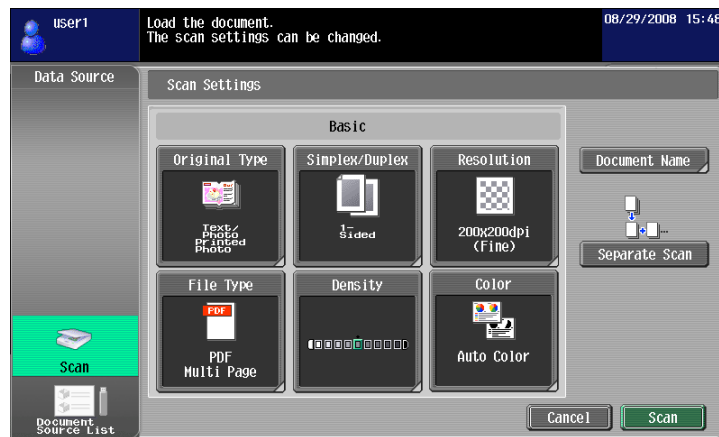 user1
Load the document.
The scan settings can be changed.
08/29/2008 15:48
Data Source
Scan Settings
Basic
Original Type
Simplex/Duplex
Resolution
Document Name
Text/
Photo
Printed
Photo
1-
Sided
200x200dpi
(Fine)
Separate Scan
File Type
Density
Color
PDF
PDF
Multi Page
Auto Color
Scan
Document
Source List
Cancel
Scan